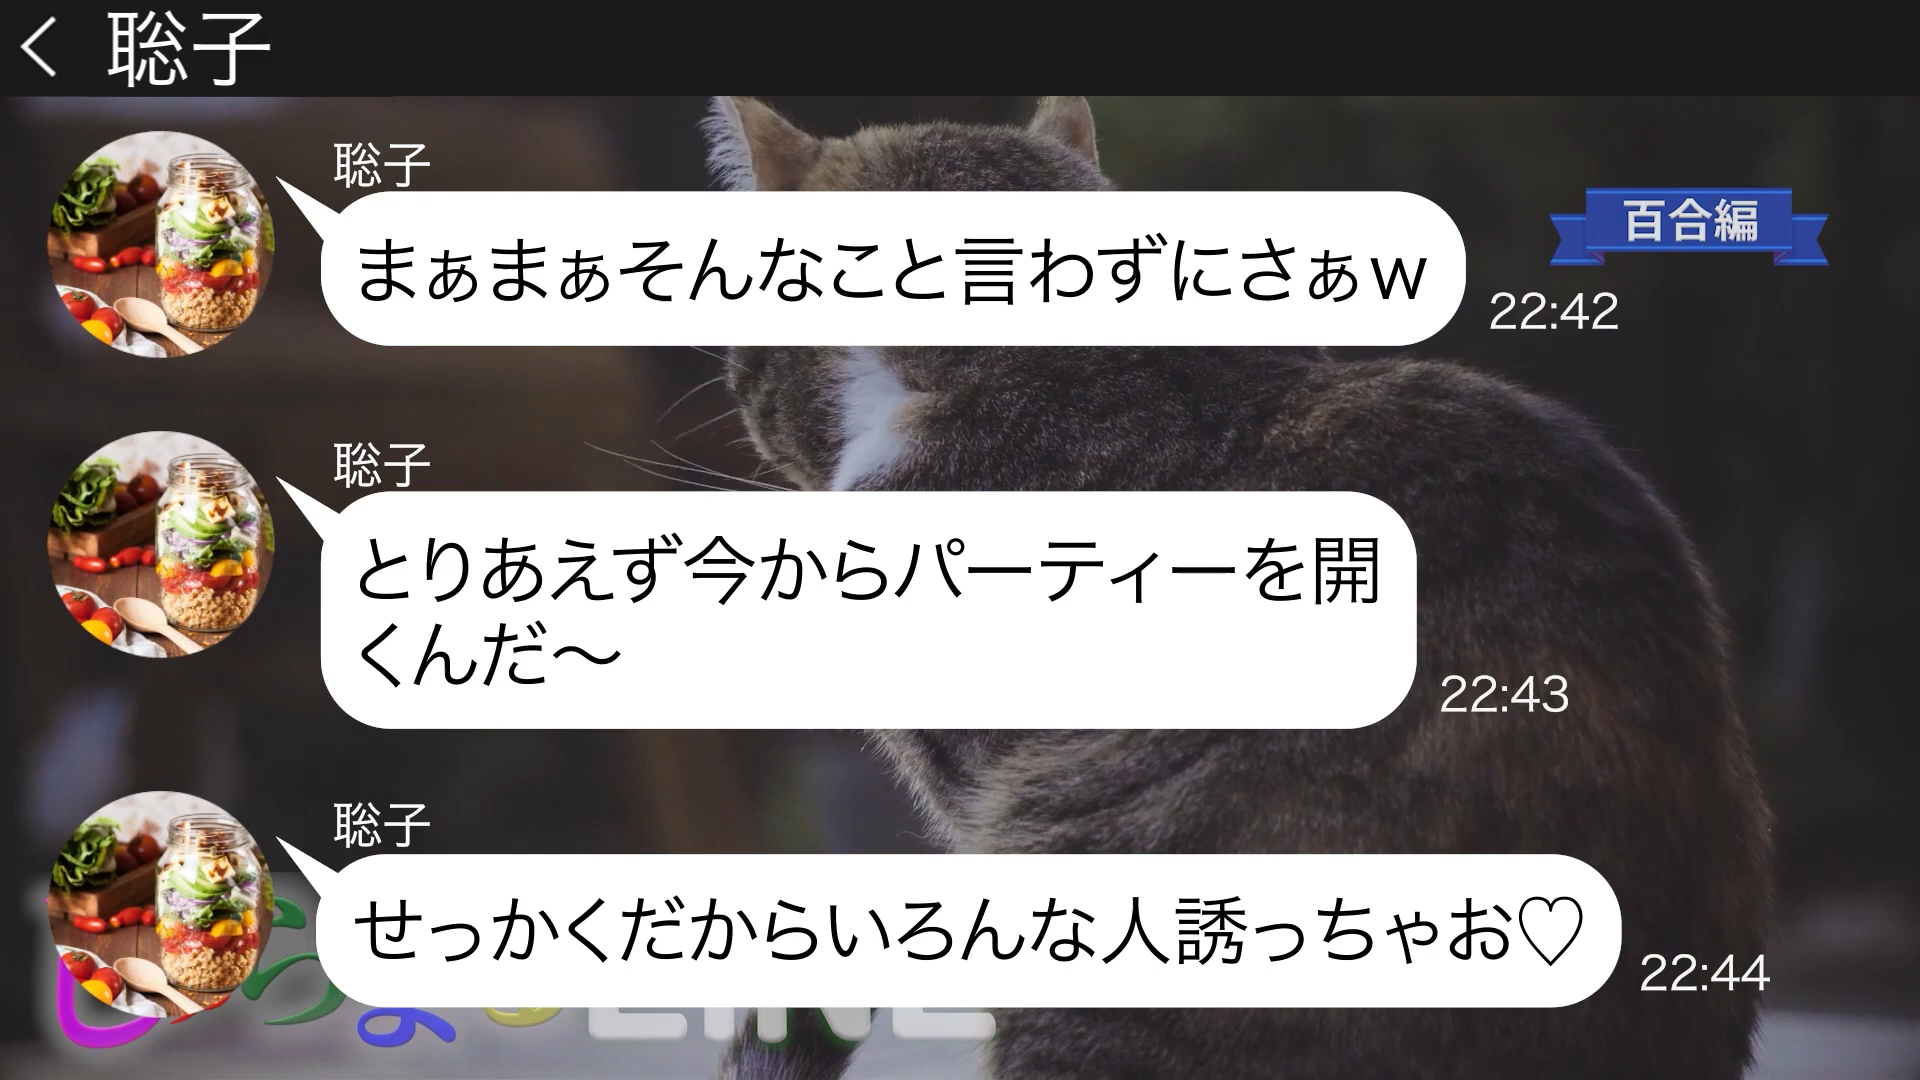 聡子
聡子
まぁまぁそんなこと言わずにさぁw
百合編
22:42
聡子
とりあえず今からパーティーを開
くんだ～
22:43
聡子
せっかくだからいろんな人誘っちゃお♡
22:44
LINE